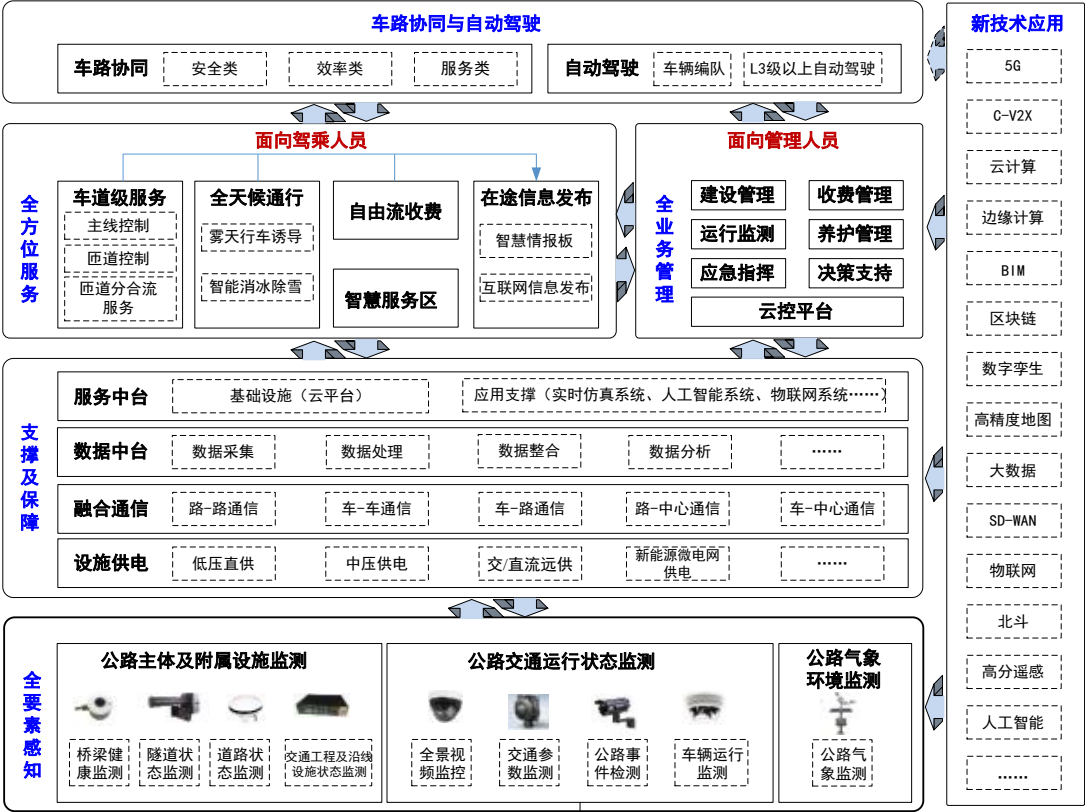 车路协同与自动驾驶
车路协同
安全类
效率类
服务类
自动驾驶
车辆编队
L3级以上自动驾驶
全方位服务
面向驾乘人员
车道级服务
主线控制
匝道控制
匝道分合流
服务
全天候通行
雾天行车诱导
智能消冰除雪
自由流收费
智慧服务区
在途信息发布
智慧情报板
互联网信息发布
全业务管理
面向管理人员
建设管理
收费管理
运行监测
养护管理
应急指挥
决策支持
云控平台
支撑及保障
服务中台
基础设施（云平台）
应用支撑（实时仿真系统、人工智能系统、物联网系统……）
数据中台
数据采集
数据处理
数据整合
数据分析
……
融合通信
路-路通信
车-车通信
车-路通信
路-中心通信
车-中心通信
设施供电
低压直供
中压供电
交/直流远供
新能源微电网
供电
……
全要素感知
公路主体及附属设施监测
桥梁健
康监测
隧道状
态监测
道路状
态监测
交通工程及沿线
设施状态监测
公路交通运行状态监测
全景视
频监控
交通参
数监测
公路事
件检测
车辆运行
监测
公路气象
环境监测
公路气
象监测
新技术应用
5G
C-V2X
云计算
边缘计算
BIM
区块链
数字孪生
高精度地图
大数据
SD-WAN
物联网
北斗
高分遥感
人工智能
……